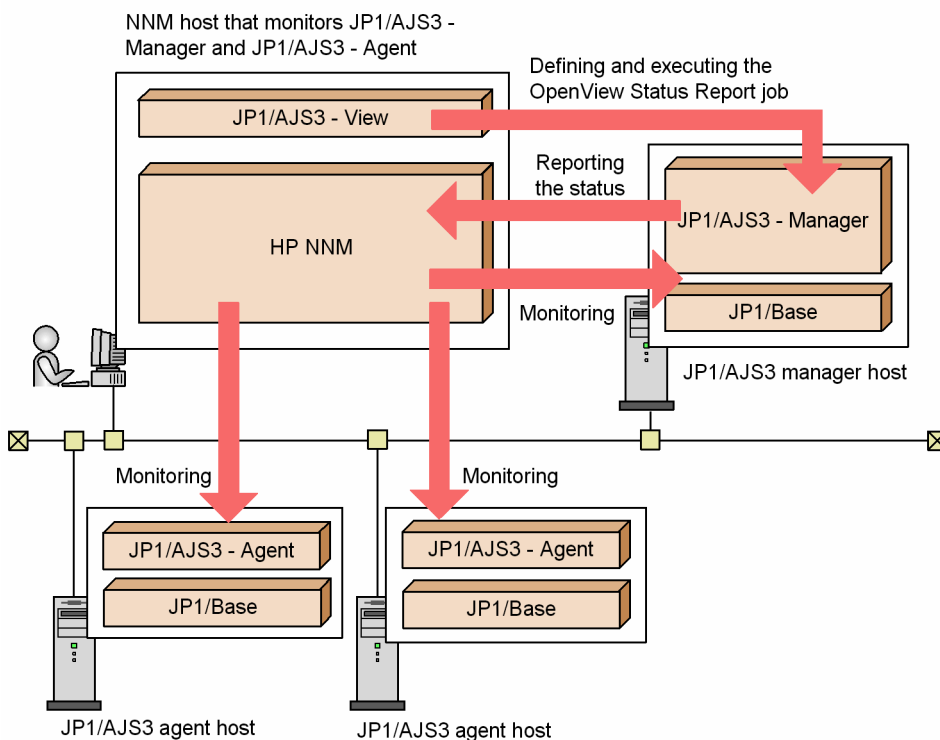 NNM host that monitors JP1/AJS3 -
Manager and JP1/AJS3 - Agent
Defining and executing the
OpenView Status Report job
JP1/AJS3 - View
Reporting
the status
JP1/AJS3 - Manager
HP NNM
Monitoring
JP1/Base
JP1/AJS3 manager host
Monitoring
Monitoring
JP1/AJS3 - Agent
JP1/AJS3 - Agent
JP1/Base
JP1/Base
JP1/AJS3 agent host
JP1/AJS3 agent host